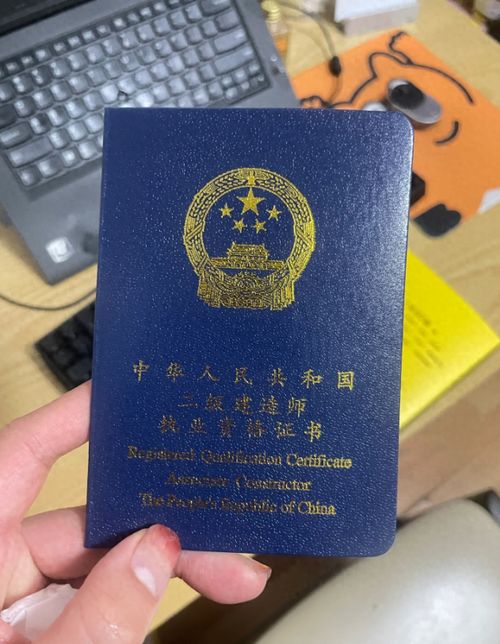 中华人民共和国
二级建造师
执业资格证书
Registered Qualification Certificate
Associate Constructor
The People's Republic of China